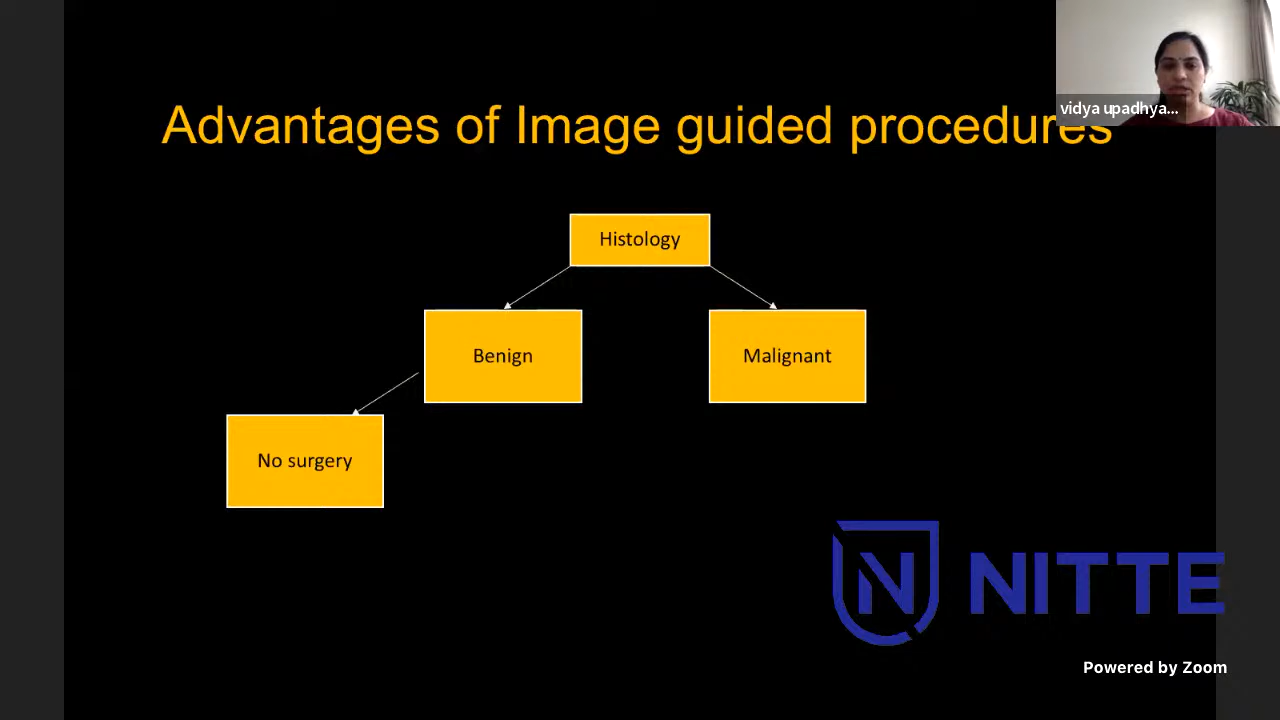 vidya upadhya...
Advantages of Image guided procedures
Histology
Benign
Malignant
No surgery
N NITTE
Powered by Zoom